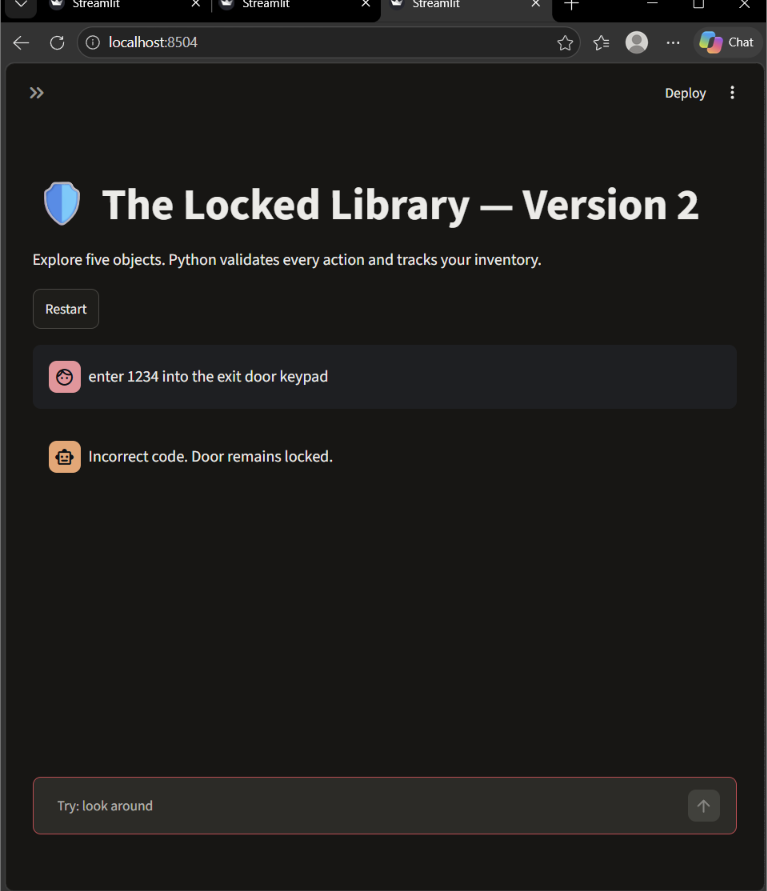 Streamlit
Streamlit
Streamlit
localhost:8504
Chat
Deploy
The Locked Library — Version 2
Explore five objects. Python validates every action and tracks your inventory.
Restart
enter 1234 into the exit door keypad
Incorrect code. Door remains locked.
Try: look around